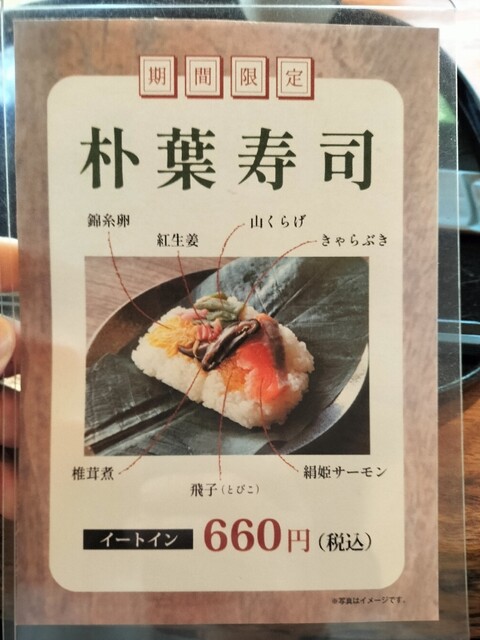 期間限定
朴葉寿司
錦糸卵
山くらげ
紅生姜
きゃらぶき
椎茸煮
絹姫サーモン
飛子(とびこ)
イートイン 660円(税込)
※写真はイメージです。